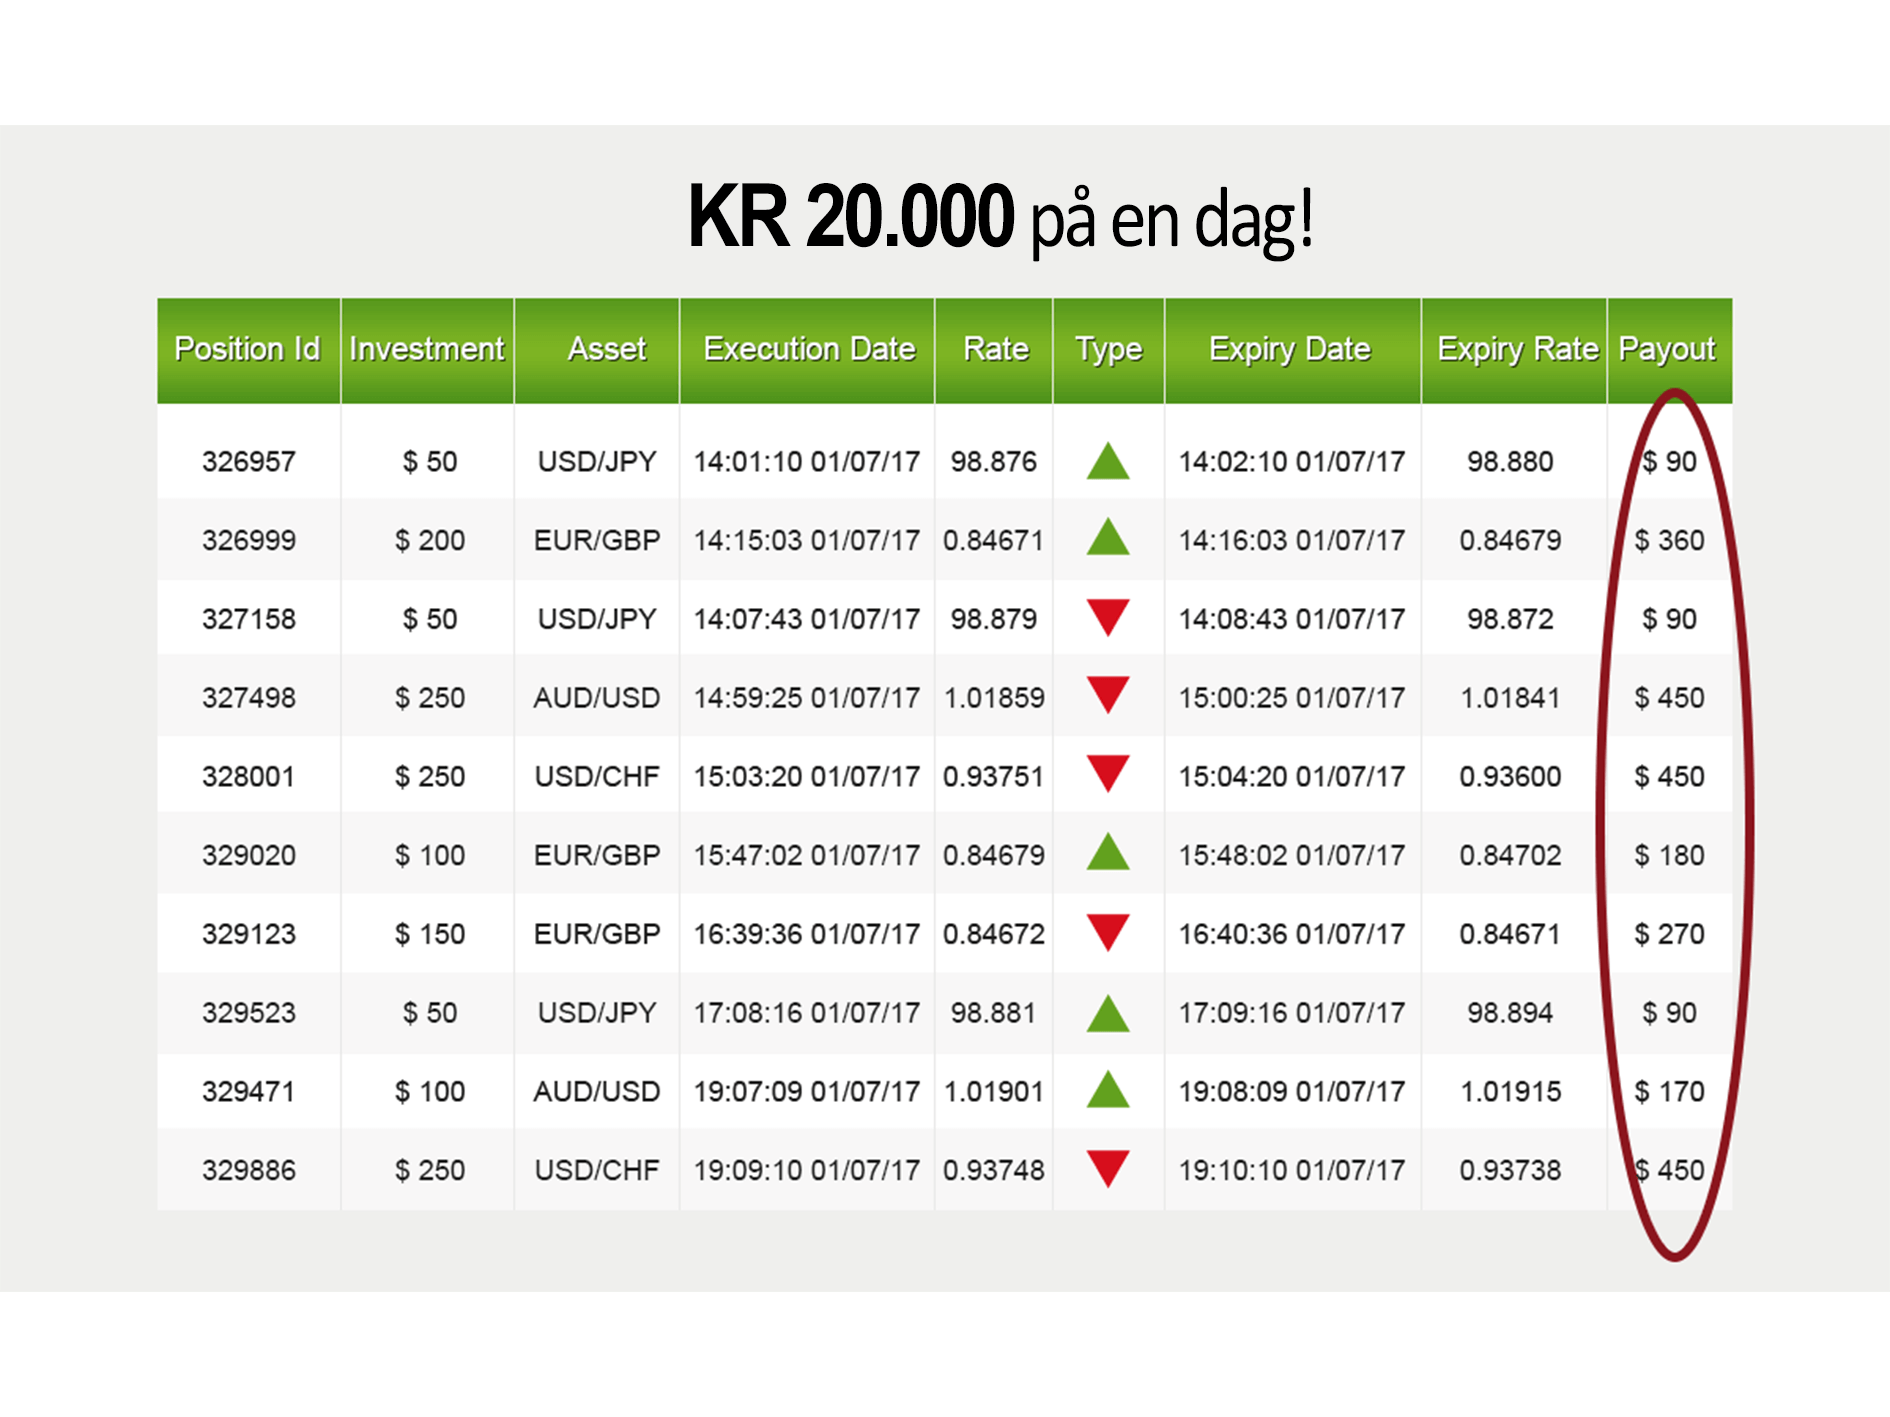 KR 20.000 på en dag!
Position Id Investment Asset Execution Date Rate Type Expiry Date Expiry Rate Payout
326957 $ 50 USD/JPY 14:01:10 01/07/17 98.876 14:02:10 01/07/17 98.880 $ 90
326999 $ 200 EUR/GBP 14:15:03 01/07/17 0.84671 14:16:03 01/07/17 0.84679 $ 360
327158 $ 50 USD/JPY 14:07:43 01/07/17 98.879 14:08:43 01/07/17 98.872 $ 90
327498 $ 250 AUD/USD 14:59:25 01/07/17 1.01859 15:00:25 01/07/17 1.01841 $ 450
328001 $ 250 USD/CHF 15:03:20 01/07/17 0.93751 15:04:20 01/07/17 0.93600 $ 450
329020 $ 100 EUR/GBP 15:47:02 01/07/17 0.84679 15:48:02 01/07/17 0.84702 $ 180
329123 $ 150 EUR/GBP 16:39:36 01/07/17 0.84672 16:40:36 01/07/17 0.84671 $ 270
329523 $ 50 USD/JPY 17:08:16 01/07/17 98.881 17:09:16 01/07/17 98.894 $ 90
329471 $ 100 AUD/USD 19:07:09 01/07/17 1.01901 19:08:09 01/07/17 1.01915 $ 170
329886 $ 250 USD/CHF 19:09:10 01/07/17 0.93748 19:10:10 01/07/17 0.93738 $ 450